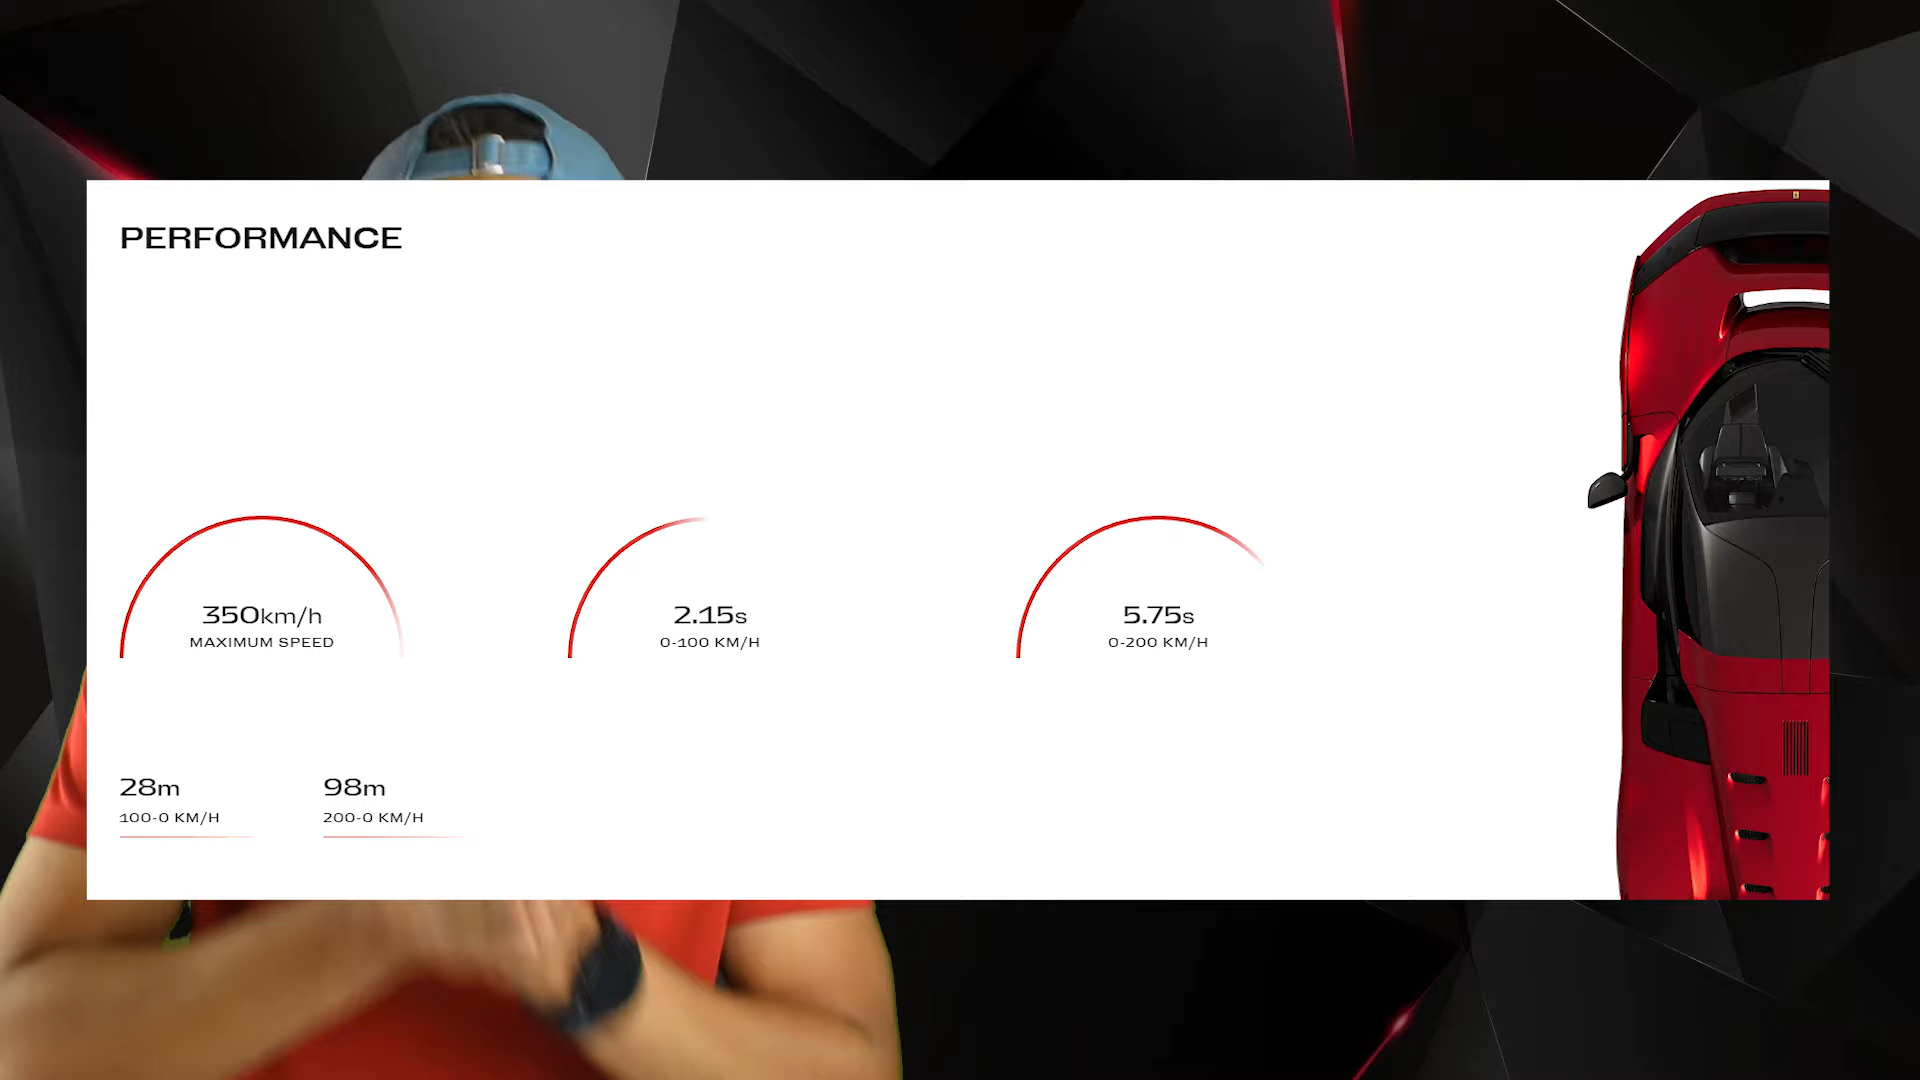 PERFORMANCE
350km/h
MAXIMUM SPEED
2.15s
0-100 KM/H
5.75s
0-200 KM/H
28m
100-0 KM/H
98m
200-0 KM/H